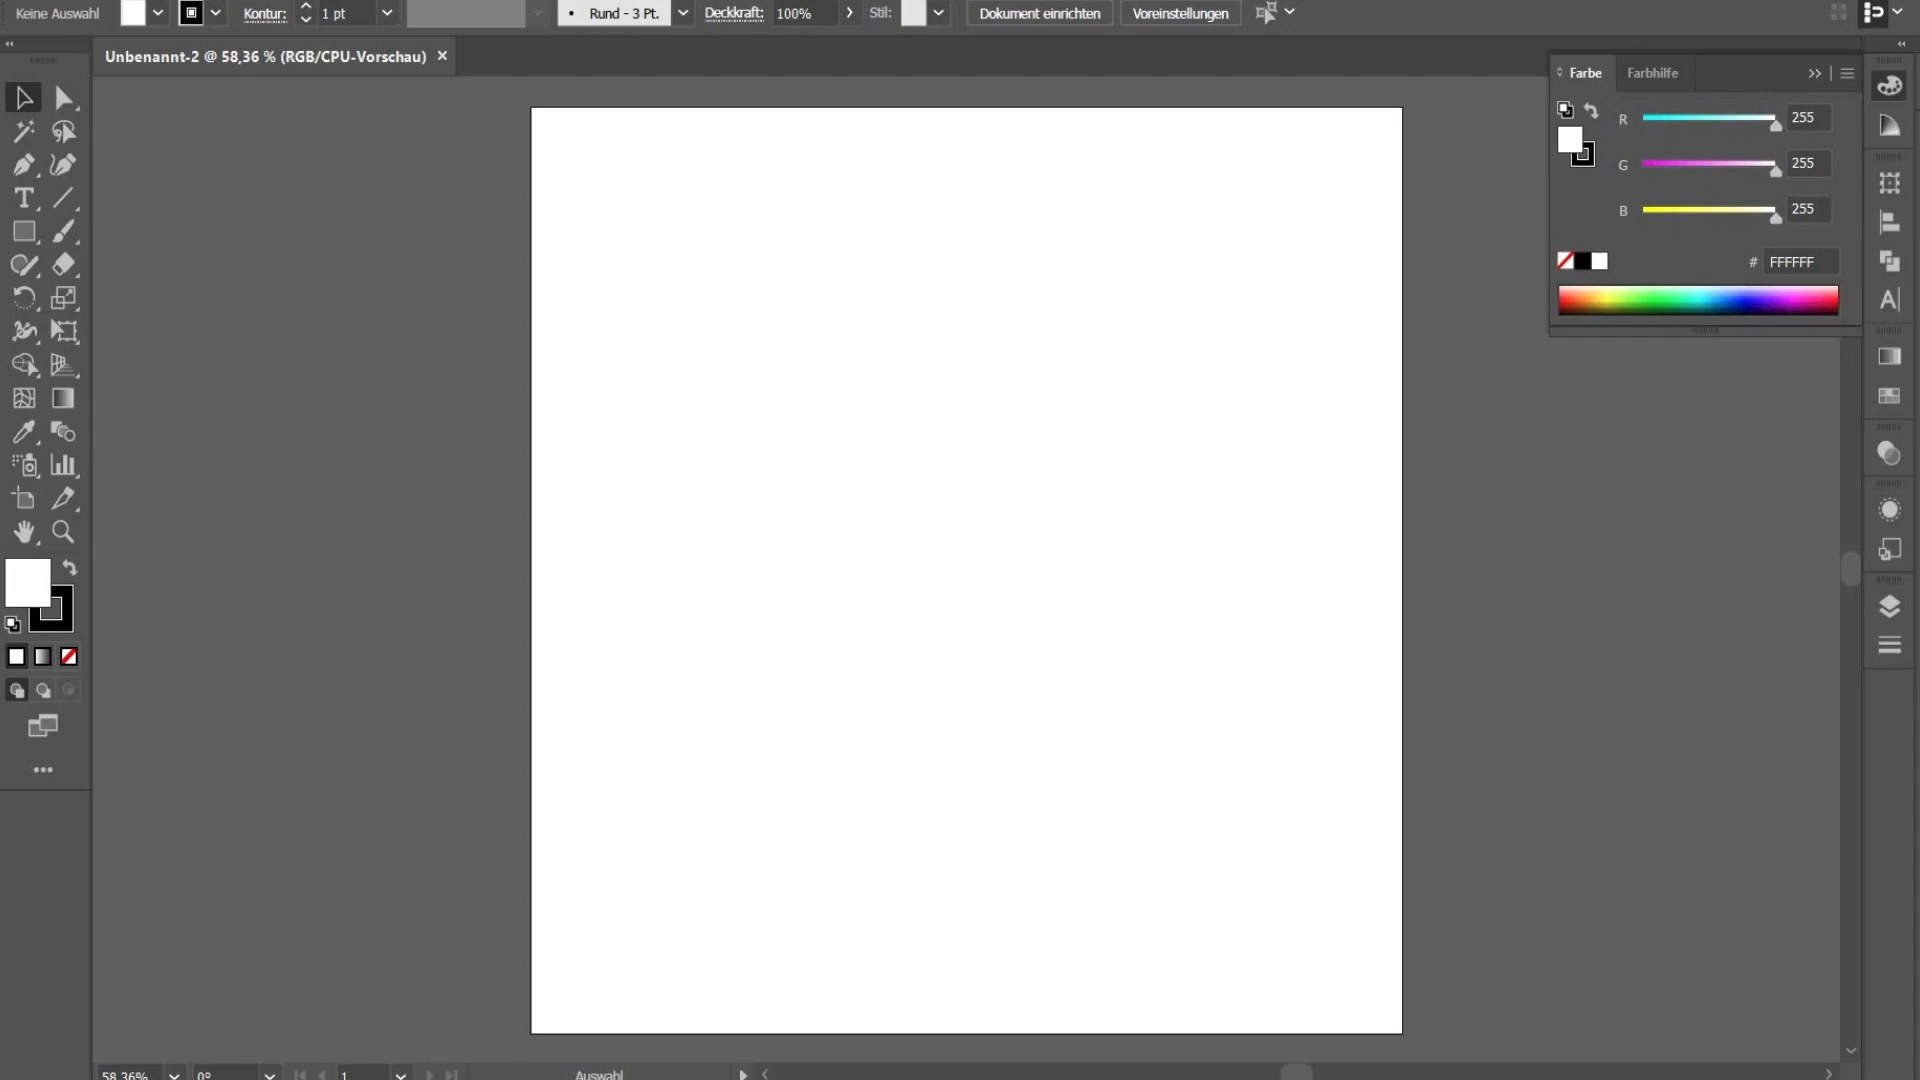 Keine Auswahl Kontur: 1 pt • Rund - 3 Pt. Deckkraft: 100% Stil: Dokument einrichten Voreinstellungen
Unbenannt-2 @ 58,36 % (RGB/CPU-Vorschau) ×
Farbe Farbhilfe
R 255
G 255
B 255
# FFFFFF
58,36% 0° 1 Auswahl